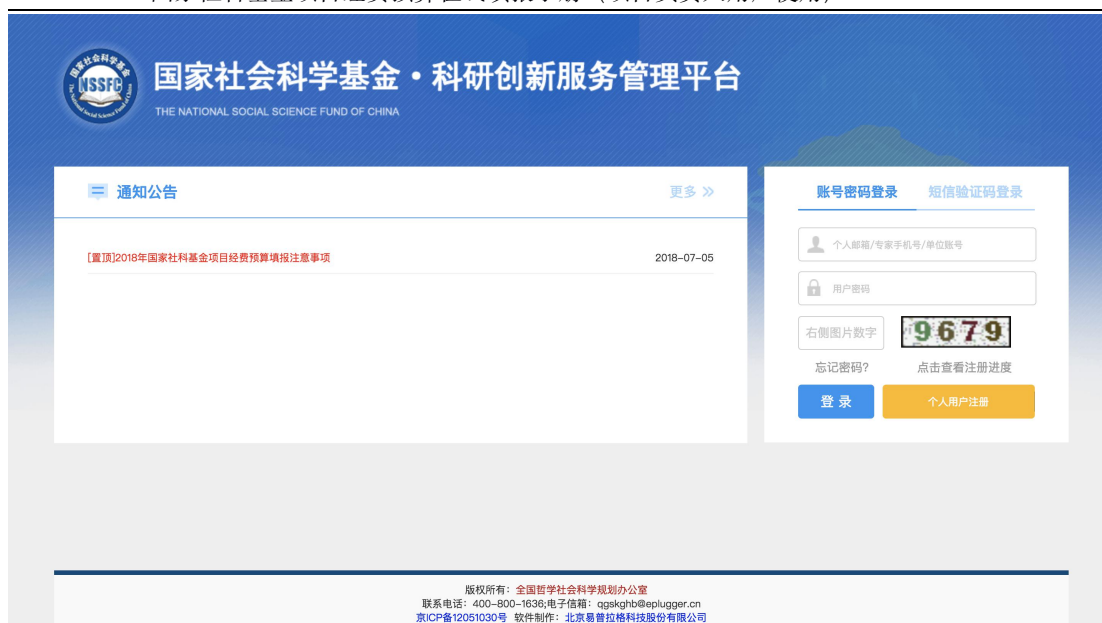 国家社会科学基金·科研创新服务管理平台
THE NATIONAL SOCIAL SCIENCE FUND OF CHINA
NSSFC
通知公告
更多
[置顶]2018年国家社科基金项目经费预算填报注意事项
2018-07-05
账号密码登录 短信验证码登录
个人邮箱/专家手机号/单位账号
用户密码
右侧图片数字
9679
忘记密码? 点击查看注册进度
登 录
个人用户注册
版权所有：全国哲学社会科学规划办公室
联系电话：400-800-1636;电子信箱：qgskghb@eplugger.cn
京ICP备12051030号 软件制作：北京易普拉格科技股份有限公司